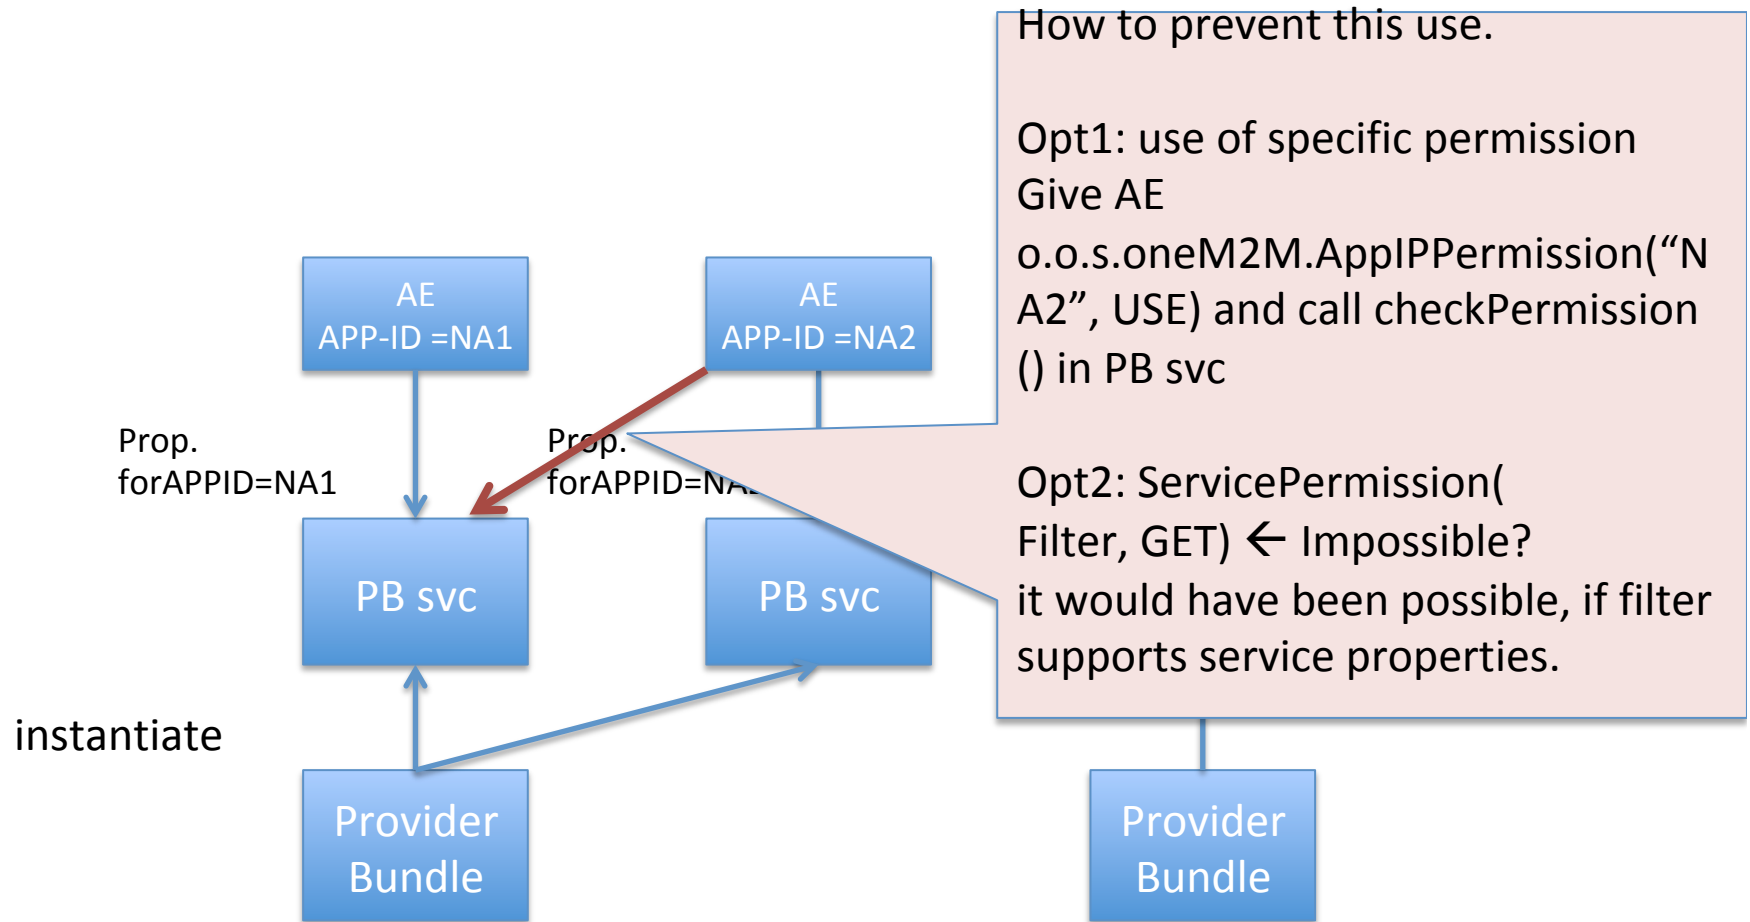 How to prevent this use.
Opt1: use of specific permission
Give AE
o.o.s.oneM2M.AppIPPermission(“N
A2”, USE) and call checkPermission
() in PB svc
Opt2: ServicePermission(
Filter, GET) ← Impossible?
it would have been possible, if filter
supports service properties.
AE
APP-ID =NA1
AE
APP-ID =NA2
Prop.
forAPPID=NA1
Prop.
PB svc
PB svc
instantiate
Provider
Bundle
Provider
Bundle